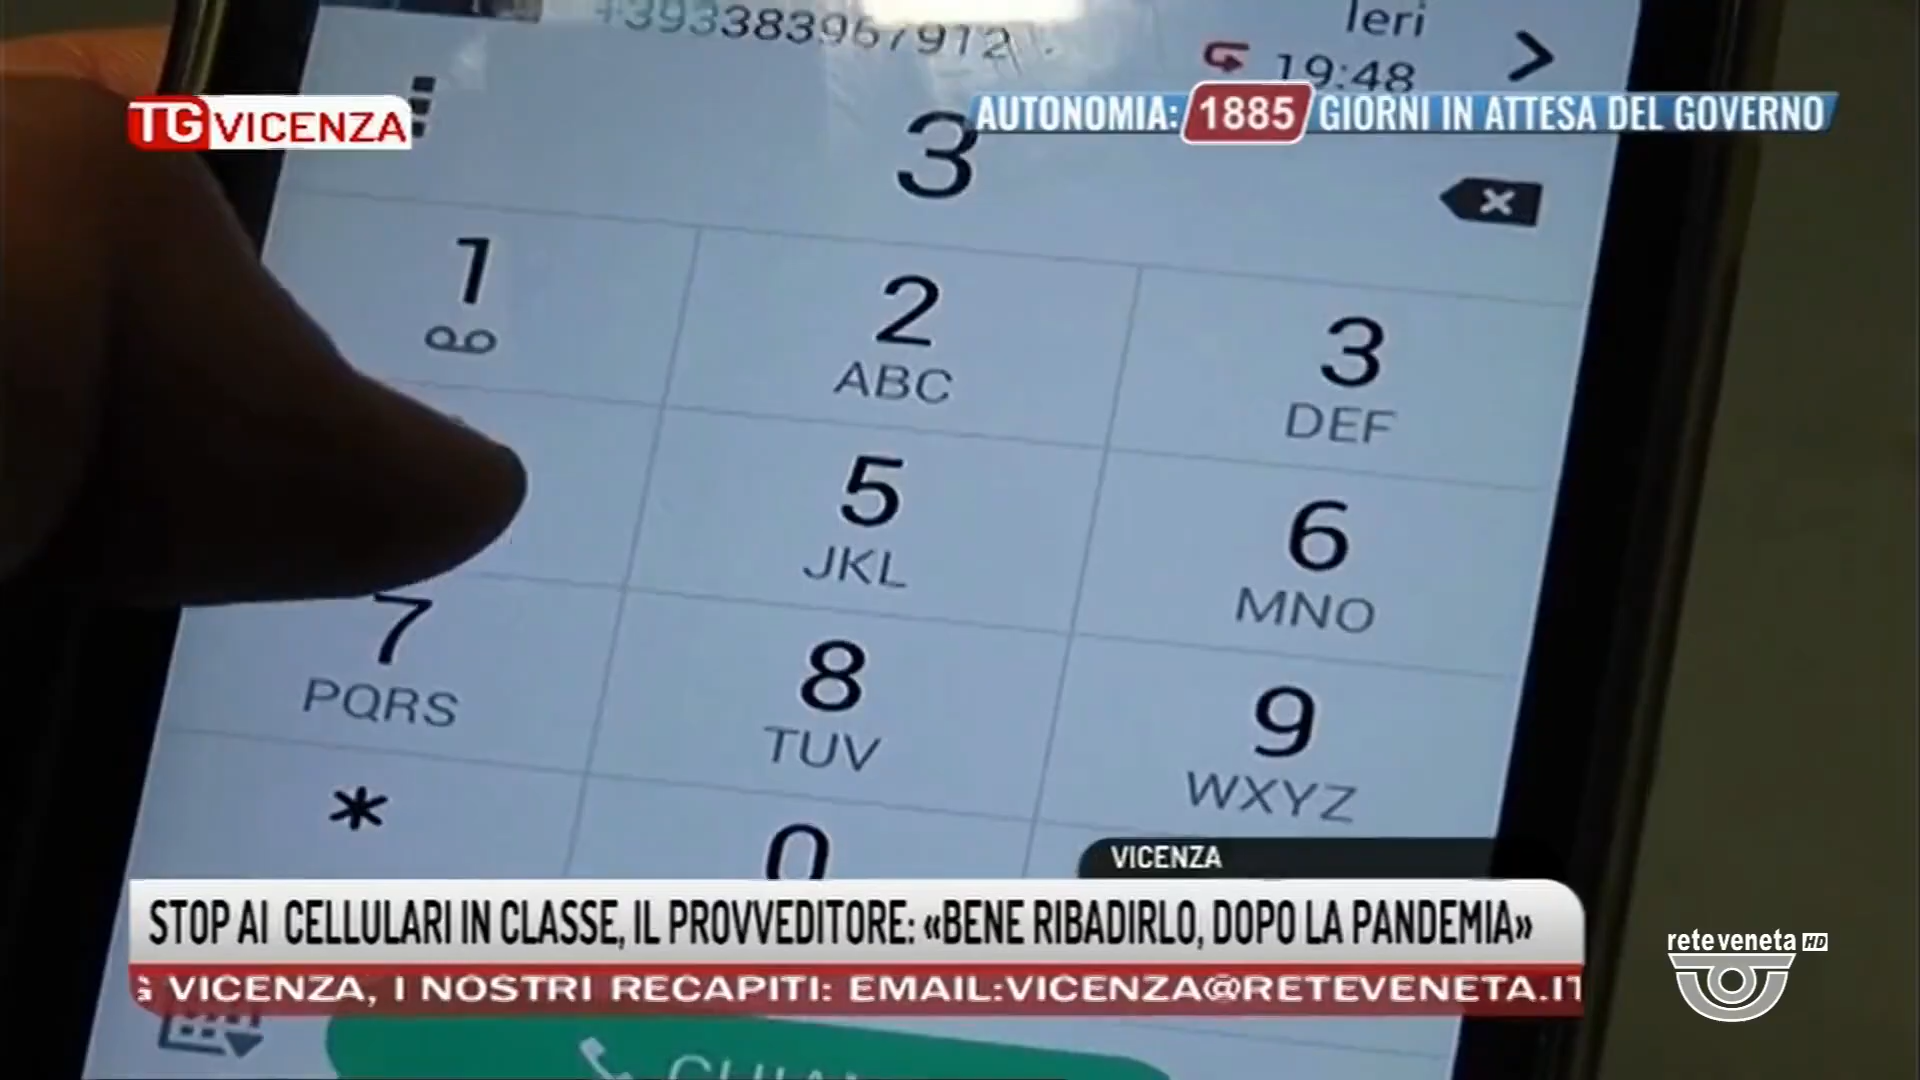 +393383967912
Ieri
19:48
TG VICENZA
AUTONOMIA: 1885 GIORNI IN ATTESA DEL GOVERNO
3
1
2
ABC
3
DEF
5
JKL
6
MNO
7
PQRS
8
TUV
9
WXYZ
*
0
VICENZA
STOP AI CELLULARI IN CLASSE, IL PROVVEDITORE: «BENE RIBADIRLO, DOPO LA PANDEMIA»
reteveneta HD
G VICENZA, I NOSTRI RECAPITI: EMAIL:VICENZA@RETEVENETA.IT